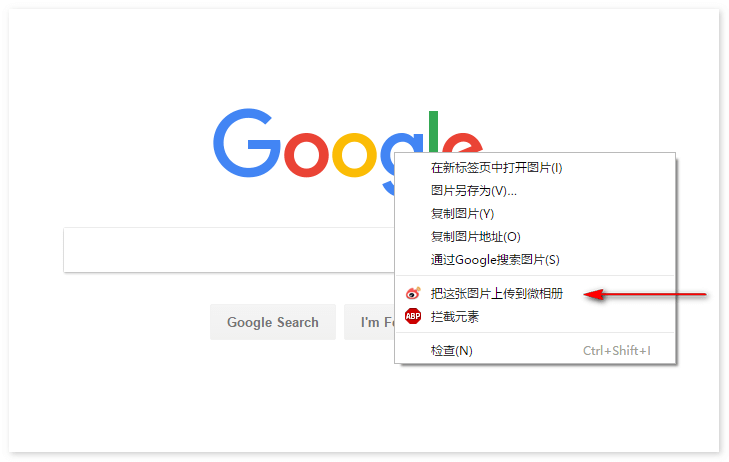 Google
在新标签页中打开图片(I)
图片另存为(V)...
复制图片(Y)
复制图片地址(O)
通过Google搜索图片(S)
把这张图片上传到微相册
ABP 拦截元素
Google Search
检查(N) Ctrl+Shift+I